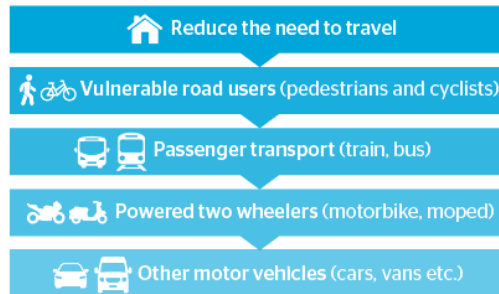 Reduce the need to travel
Vulnerable road users (pedestrians and cyclists)
Passenger transport (train, bus)
Powered two wheelers (motorbike, moped)
Other motor vehicles (cars, vans etc.)